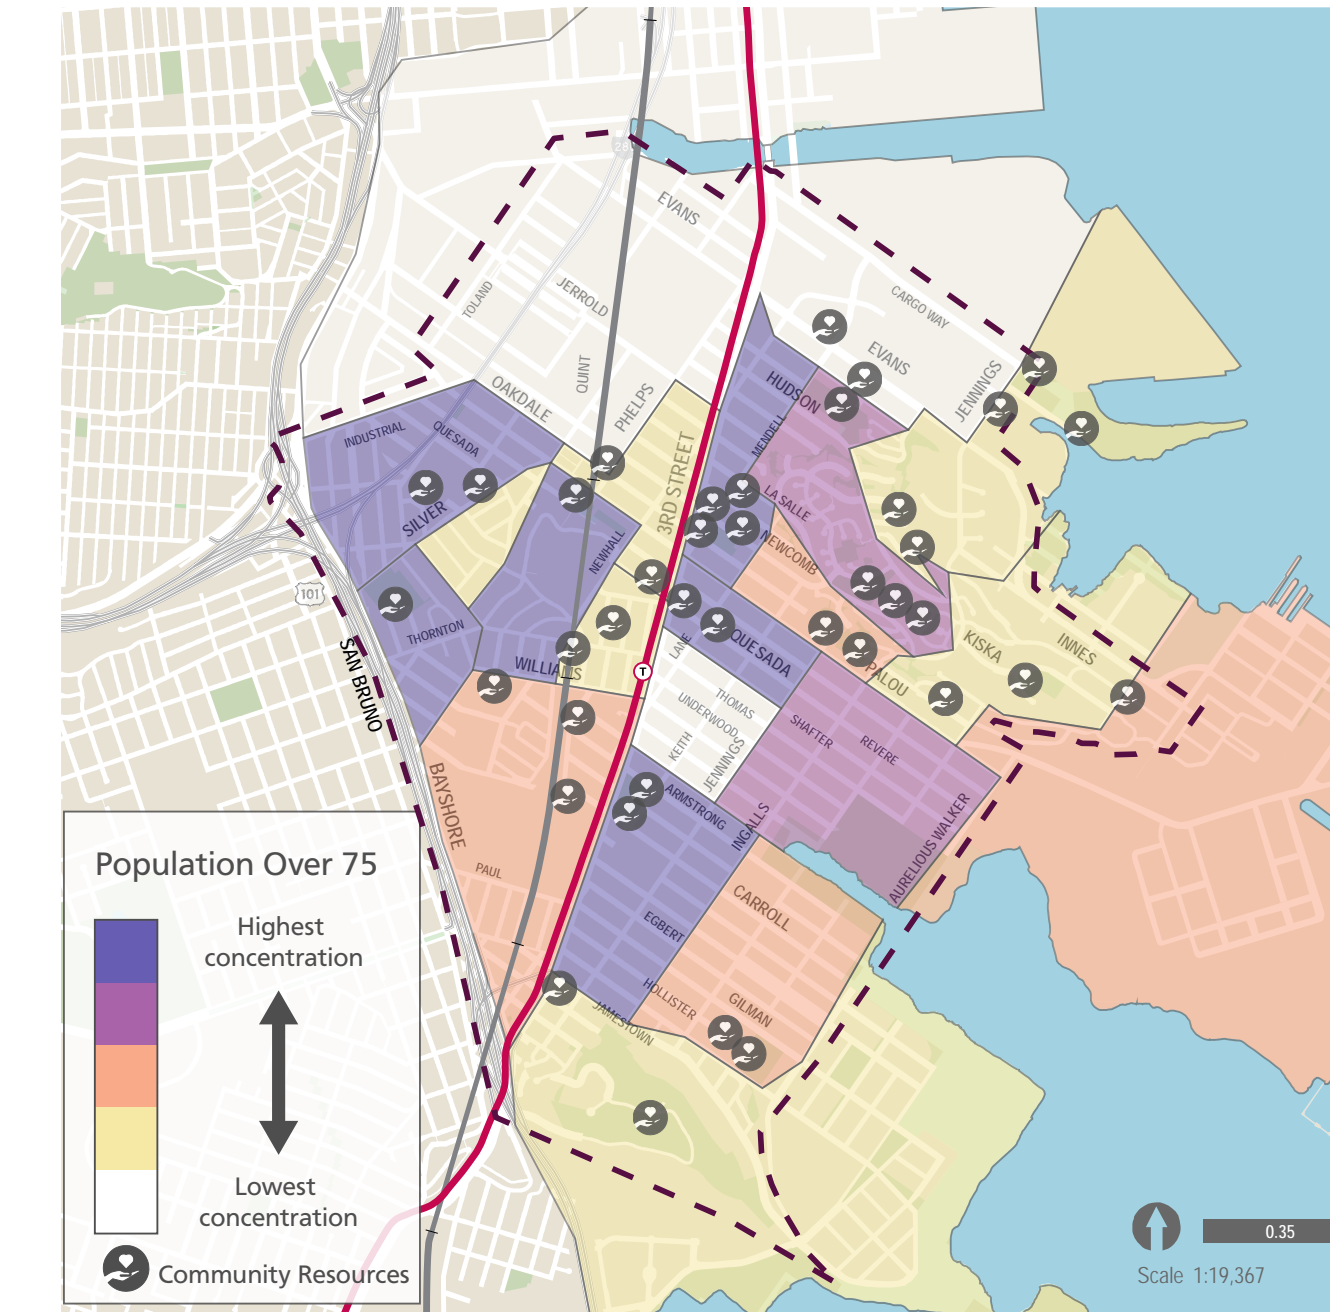 28
EVANS
CARGO WAY
TOLAND
JERROLD
EVANS
QUINT
OAKDALE
PHELPS
JENNINGS
HUDSON
INDUSTRIAL
QUESADA
MENDELL
3RD STREET
LA SALLE
SILVER
NEWHALL
NEWCOMB
101
THORNTON
LANE
QUESADA
KISKA
INNES
SAN BRUNO
WILLIAMS
T
PALOU
THOMAS
UNDERWOOD
SHAFTER
REVERE
KEITH
JENNINGS
BAYSHORE
ARMSTRONG
INGALLS
AURELIOUS WALKER
PAUL
CARROLL
EGBERT
HOLLISTER
GILMAN
JAMESTOWN
Population Over 75
Highest
concentration
Lowest
concentration
Community Resources
0.35
Scale 1:19,367